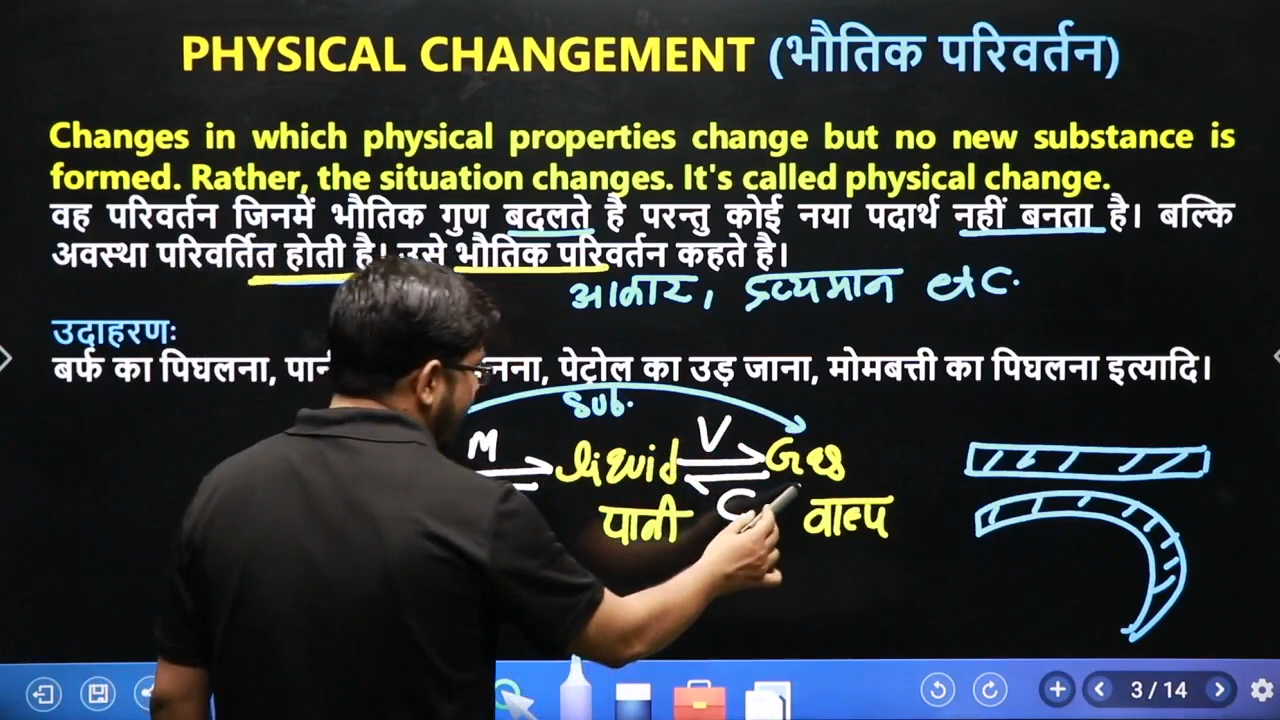 PHYSICAL CHANGEMENT (भौतिक परिवर्तन)
Changes in which physical properties change but no new substance is
formed. Rather, the situation changes. It's called physical change.
वह परिवर्तन जिनमें भौतिक गुण बदलते है परन्तु कोई नया पदार्थ नहीं बनता है। बल्कि
अवस्था परिवर्तित होती है। उसे भौतिक परिवर्तन कहते है।
आकार, द्रव्यमान etc.
उदाहरणः
बर्फ का पिघलना, पानी नना, पेट्रोल का उड़ जाना, मोमबत्ती का पिघलना इत्यादि।
Sub.
M liquid V Gas
पानी C वाष्प
3 / 14